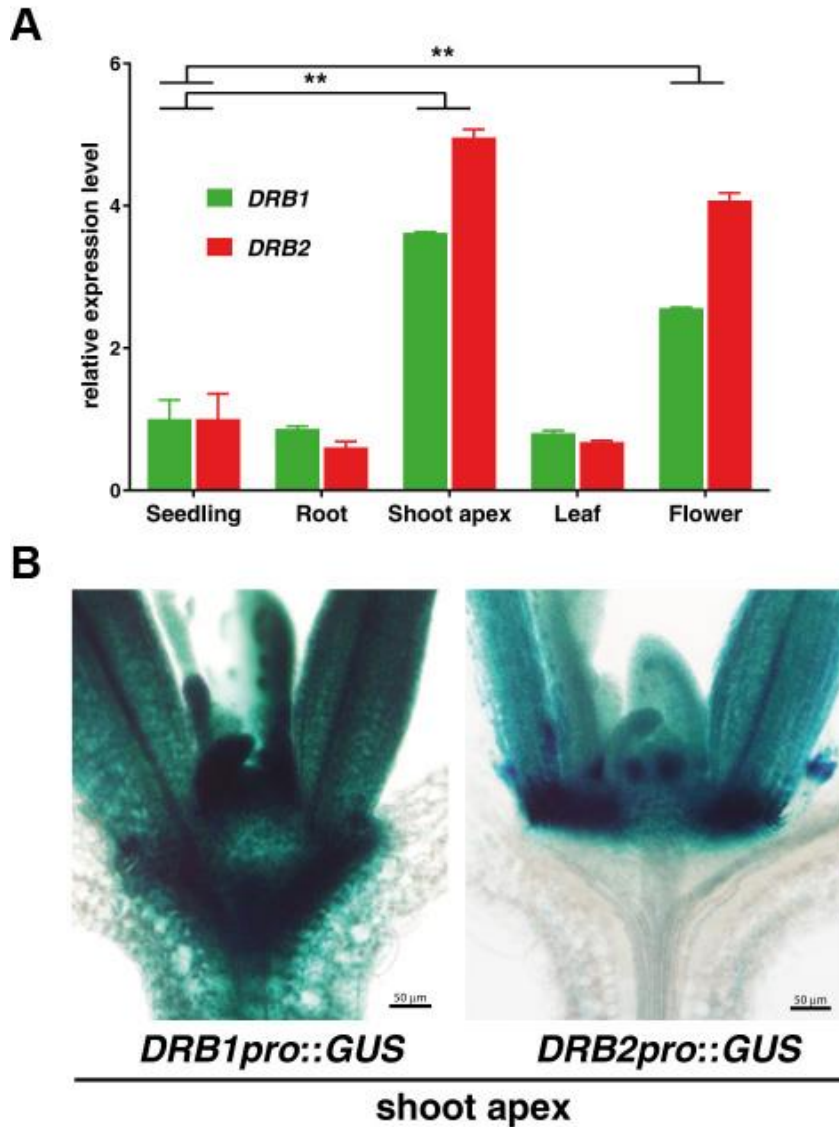 A
**
**
6
4
2
0
relative expression level
DRB1
DRB2
Seedling Root Shoot apex Leaf Flower
B
50 µm 50 µm
DRB1pro::GUS DRB2pro::GUS
shoot apex